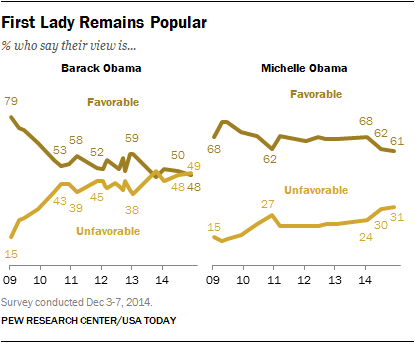 First Lady Remains Popular
% who say their view is...
Barack Obama
Favorable
79
53
58
52
59
50
49
43
39
45
38
48
48
Unfavorable
15
09 10 11 12 13 14
Michelle Obama
Favorable
68
62
68
62
61
Unfavorable
15
27
24
30
31
09 10 11 12 13 14
Survey conducted Dec 3-7, 2014.
PEW RESEARCH CENTER/USA TODAY